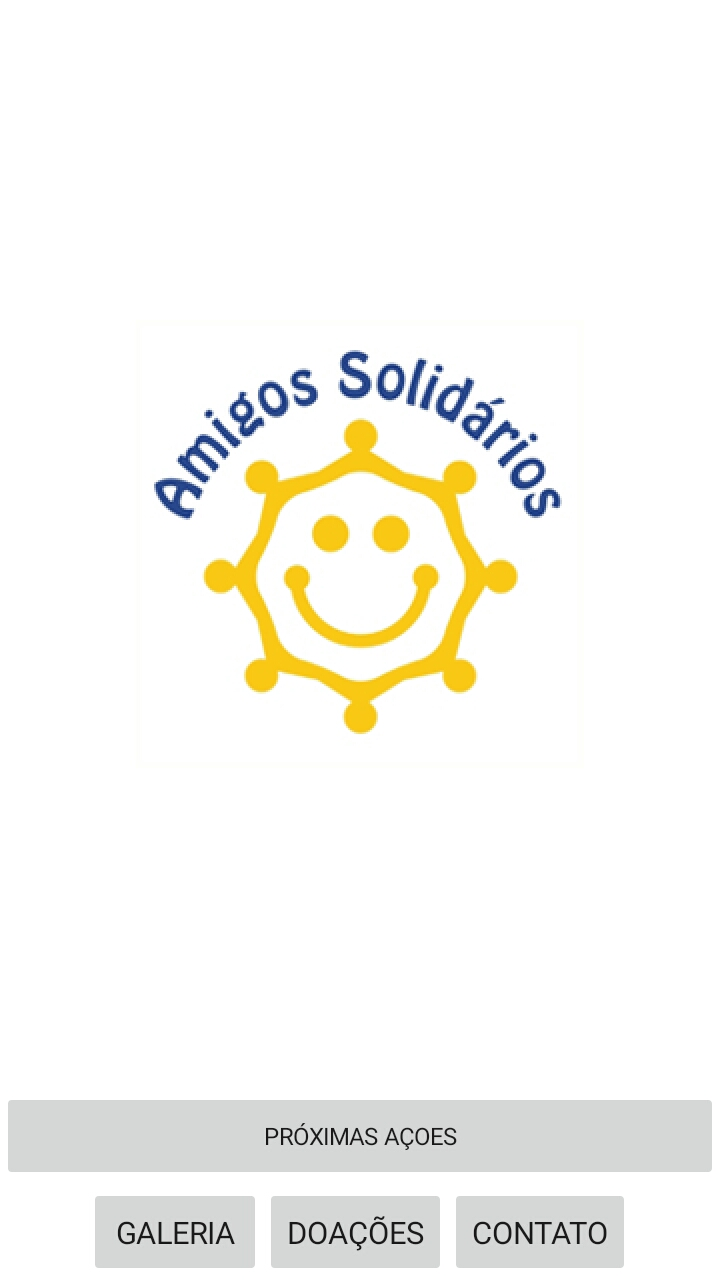 Amigos Solidários
PRÓXIMAS AÇOES
GALERIA
DOAÇÕES
CONTATO